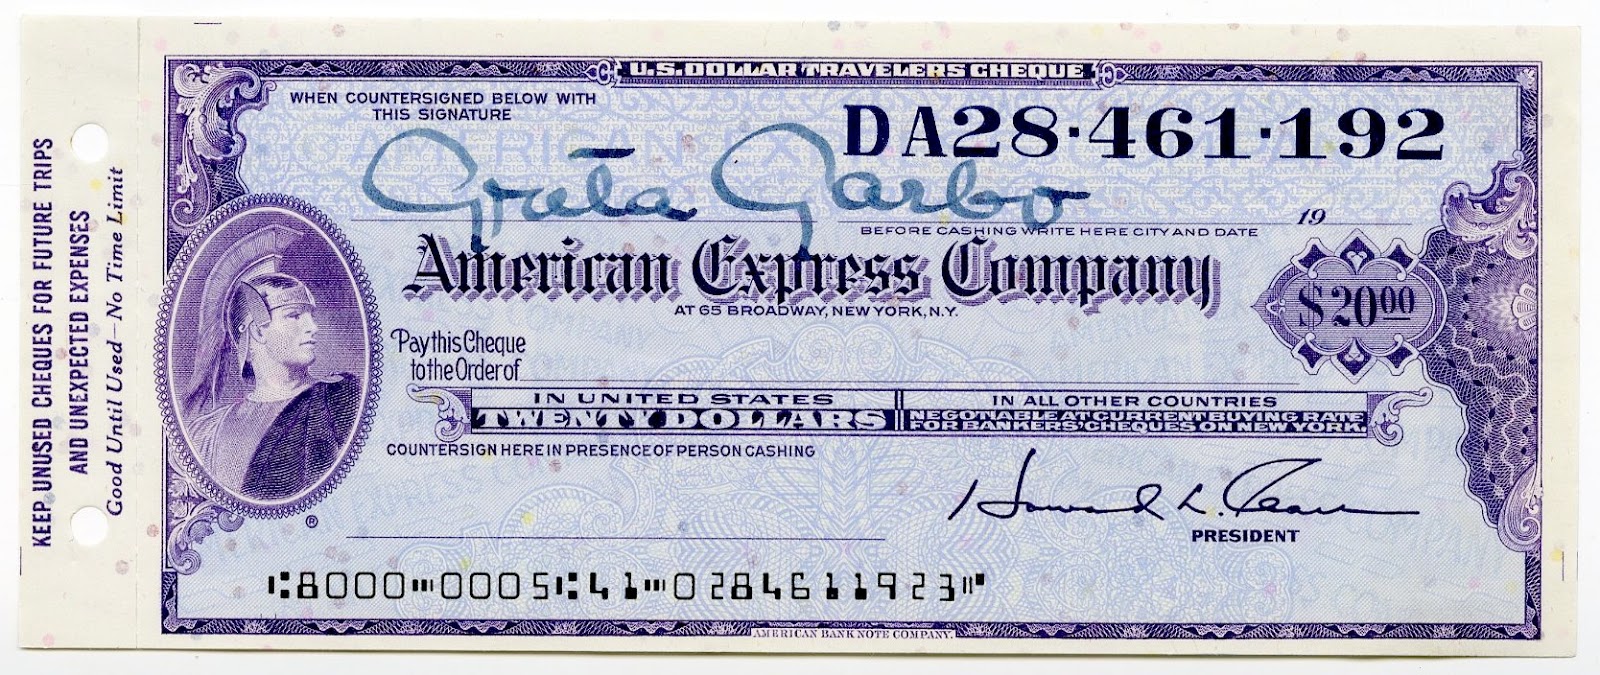 KEEP UNUSED CHEQUES FOR FUTURE TRIPS
AND UNEXPECTED EXPENSES
Good Until Used—No Time Limit
U.S. DOLLAR TRAVELERS CHEQUE
WHEN COUNTERSIGNED BELOW WITH
THIS SIGNATURE
DA28·461·192
Greta Garbo
19
BEFORE CASHING WRITE HERE CITY AND DATE
American Express Company
AT 65 BROADWAY, NEW YORK, N.Y.
$20.00
Pay this Cheque
to the Order of
IN UNITED STATES
TWENTY DOLLARS
IN ALL OTHER COUNTRIES
NEGOTIABLE AT CURRENT BUYING RATE
FOR BANKERS' CHEQUES ON NEW YORK.
COUNTERSIGN HERE IN PRESENCE OF PERSON CASHING
Howard L. Clark
PRESIDENT
®
⑆8000⑉0005⑆41⑉0284611923⑈
AMERICAN BANK NOTE COMPANY.